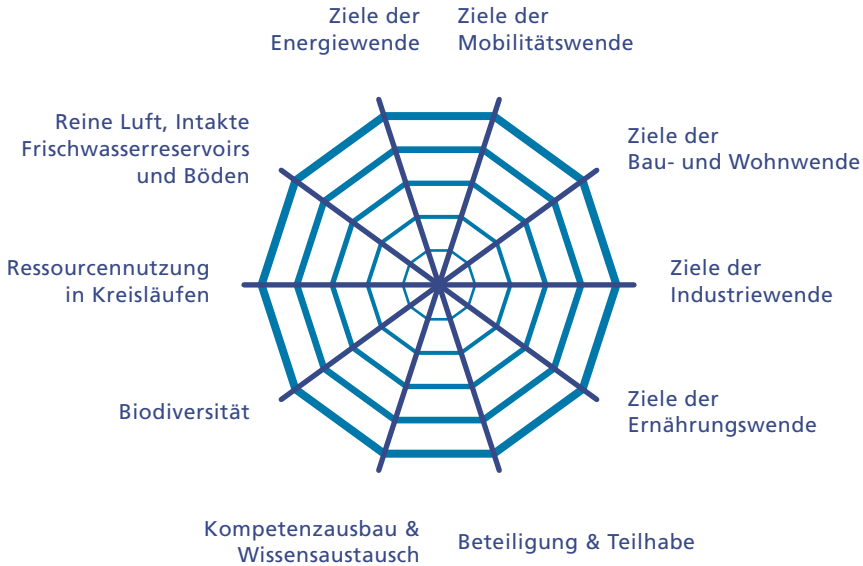 Ziele der
Energiewende
Ziele der
Mobilitätswende
Reine Luft, Intakte
Frischwasserreservoirs
und Böden
Ziele der
Bau- und Wohnwende
Ressourcennutzung
in Kreisläufen
Ziele der
Industriewende
Biodiversität
Ziele der
Ernährungswende
Kompetenzausbau &
Wissensaustausch
Beteiligung & Teilhabe